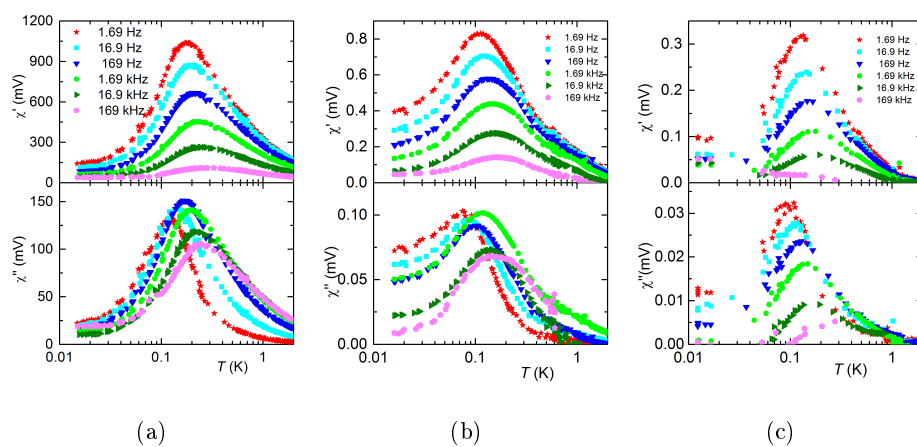 1200
900
600
300
0
χ' (mV)
1.69 Hz
16.9 Hz
169 Hz
1.69 kHz
16.9 kHz
169 kHz
150
100
50
0
χ" (mV)
0.01 0.1 1
T (K)
(a)
1.0
0.8
0.6
0.4
0.2
0.0
χ' (mV)
1.69 Hz
16.9 Hz
169 Hz
1.69 kHz
16.9 kHz
169 kHz
0.10
0.05
0.00
χ" (mV)
0.01 0.1 1
T (K)
(b)
0.3
0.2
0.1
0.0
χ' (mV)
1.69 Hz
16.9 Hz
169 Hz
1.69 kHz
16.9 kHz
169 kHz
0.03
0.02
0.01
0.00
χ"(mV)
0.01 0.1 1
T (K)
(c)